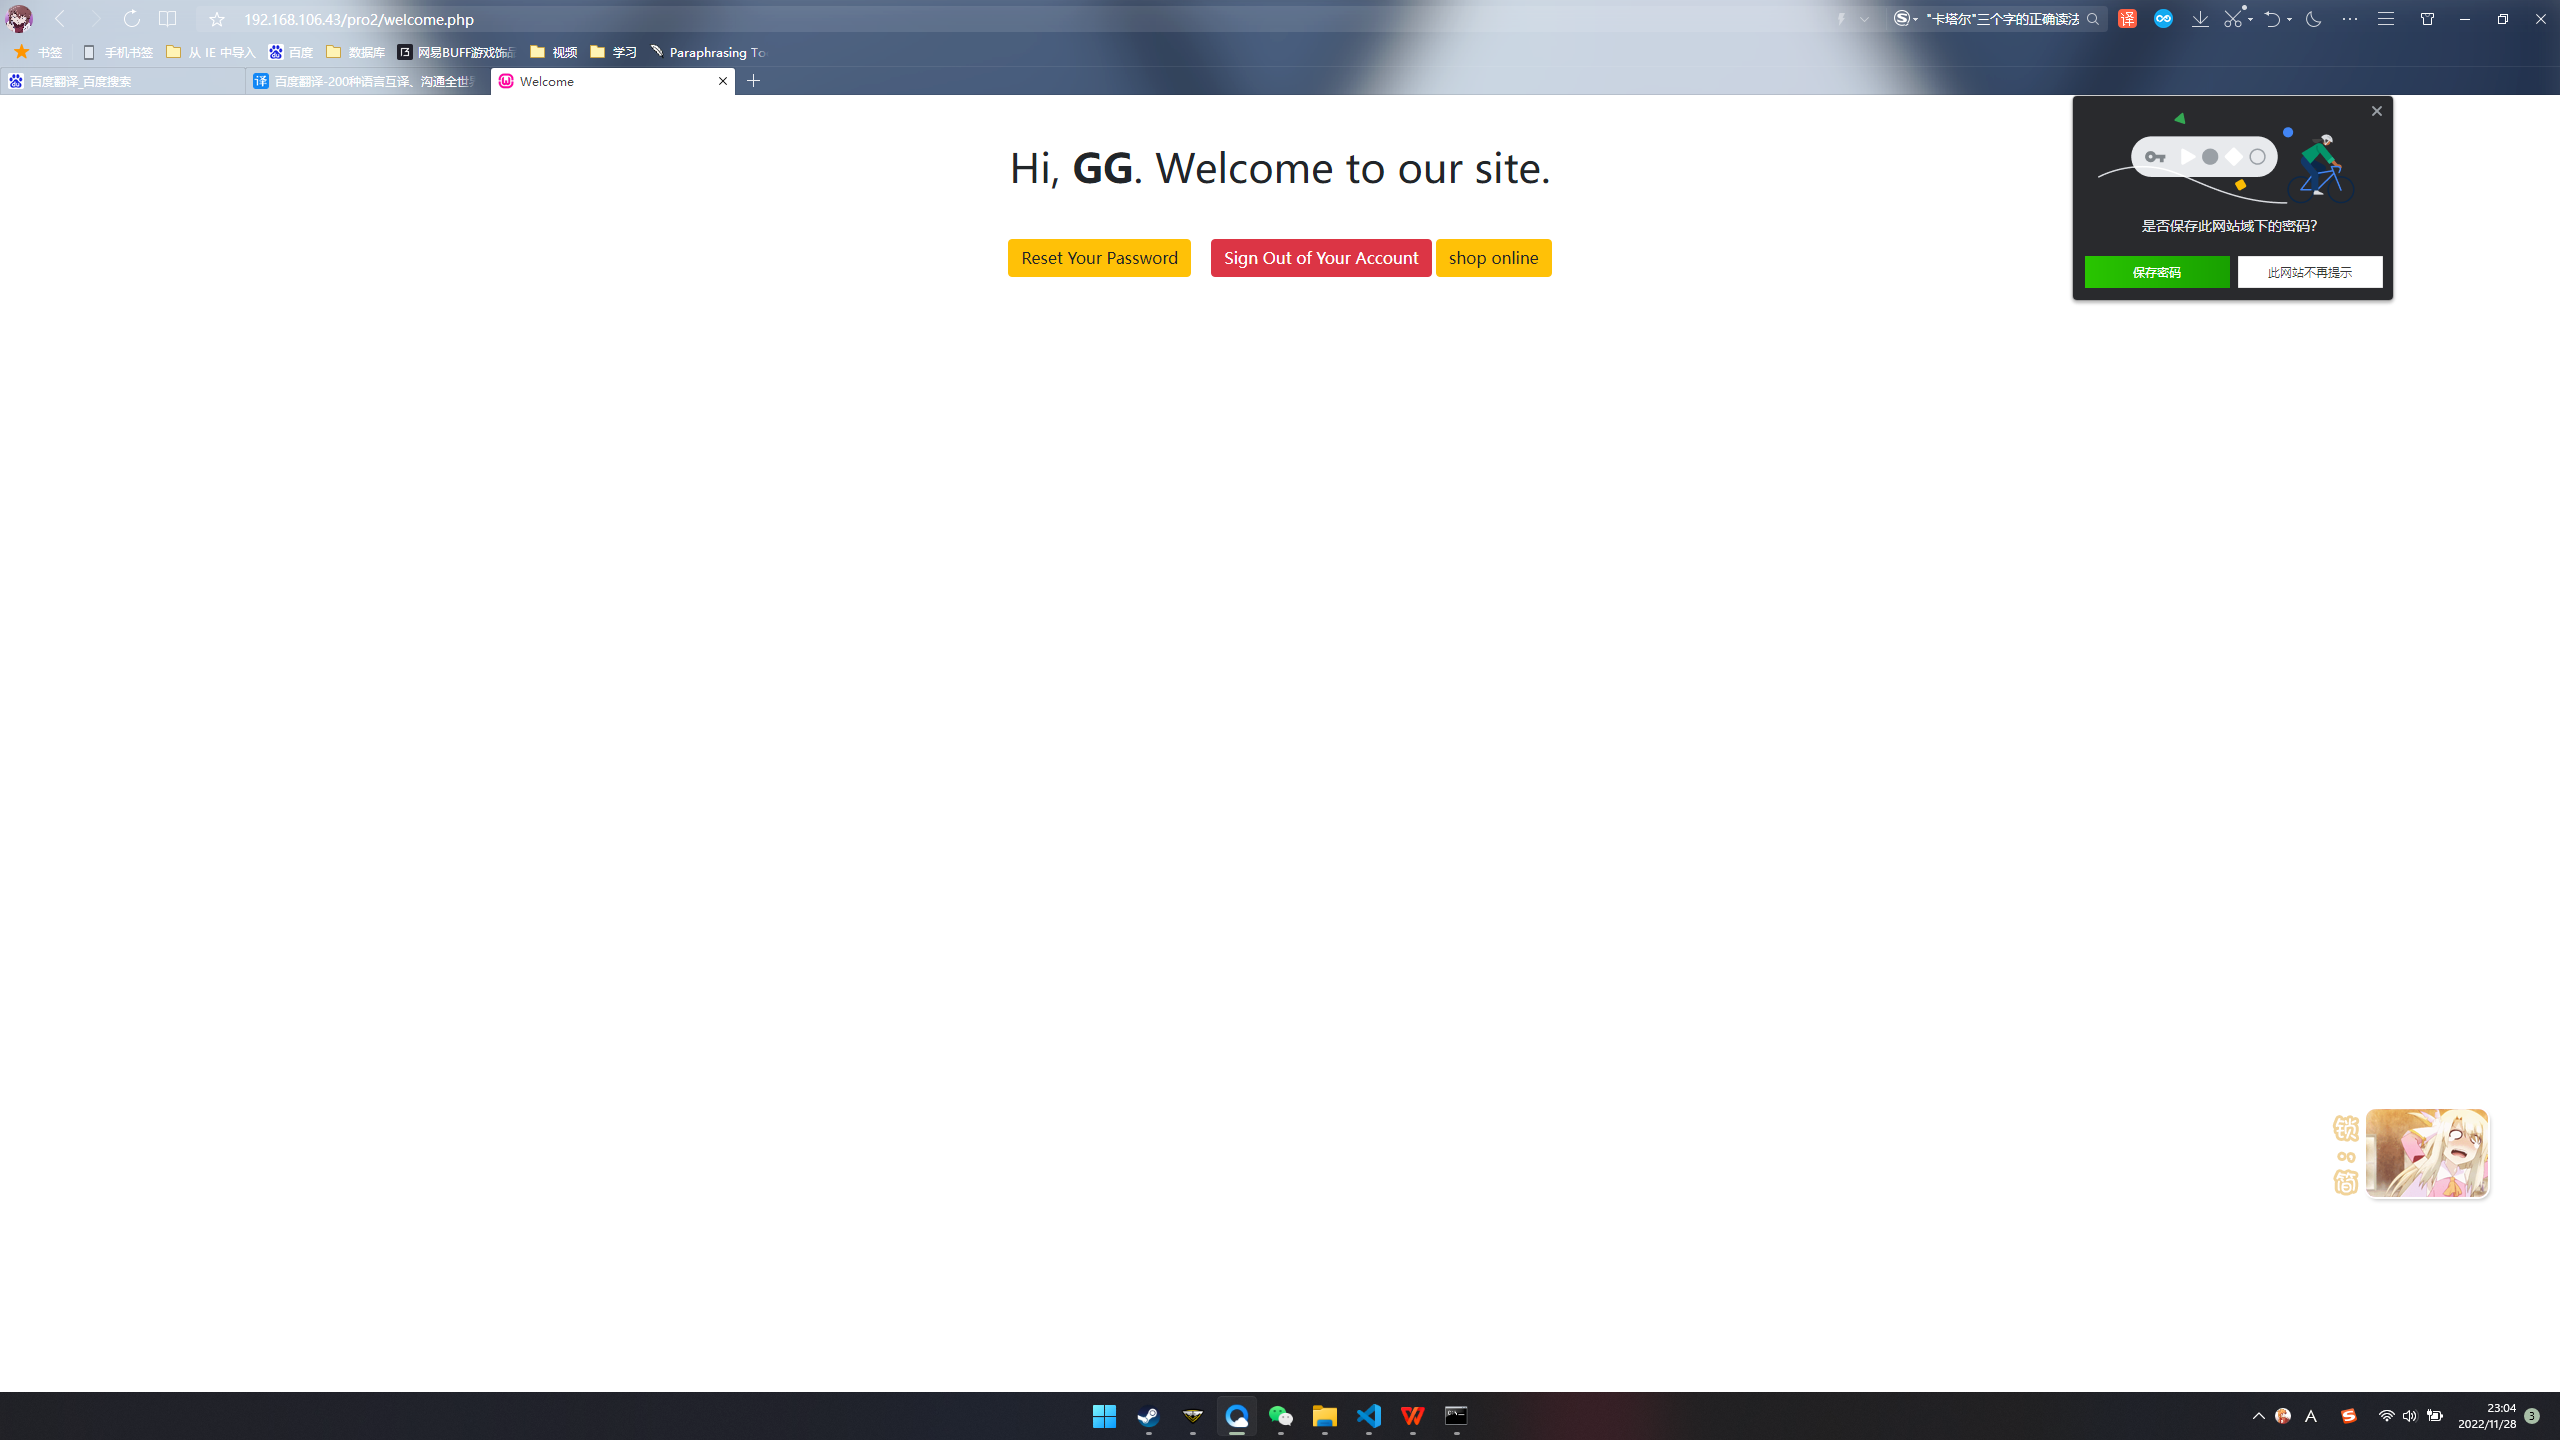 192.168.106.43/pro2/welcome.php
"卡塔尔"三个字的正确读法
译
书签
手机书签
从 IE 中导入
百度
数据库
网易BUFF游戏饰品
视频
学习
Paraphrasing To
百度翻译_百度搜索
译 百度翻译-200种语言互译、沟通全世
Welcome
Hi, GG. Welcome to our site.
Reset Your Password
Sign Out of Your Account
shop online
是否保存此网站域下的密码?
保存密码
此网站不再提示
锁
简
A
23:04
2022/11/28
3